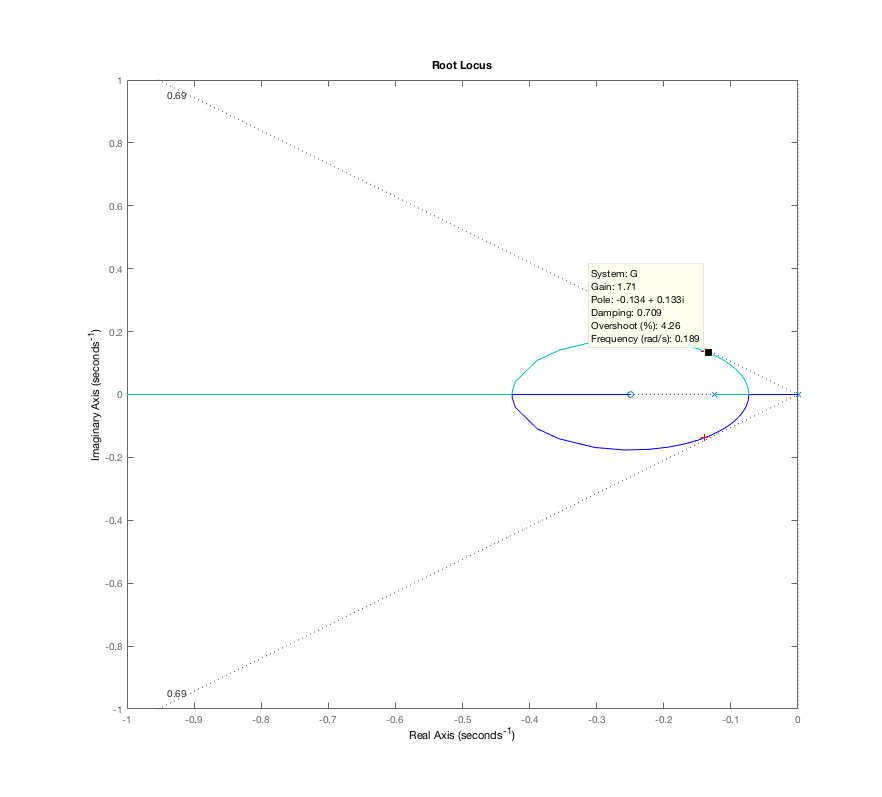 Root Locus
1
0.69
0.8
0.6
0.4
System: G
Gain: 1.71
Pole: -0.134 + 0.133i
Damping: 0.709
Overshoot (%): 4.26
Frequency (rad/s): 0.189
0.2
0
-0.2
-0.4
-0.6
-0.8
0.69
-1
Imaginary Axis (seconds⁻¹)
-1 -0.9 -0.8 -0.7 -0.6 -0.5 -0.4 -0.3 -0.2 -0.1 0
Real Axis (seconds⁻¹)